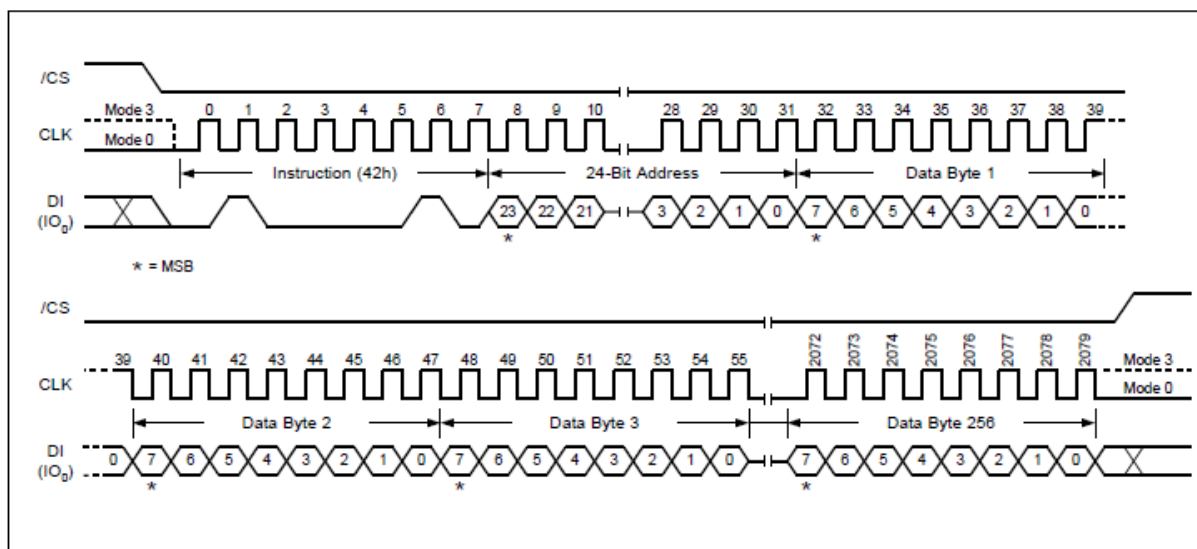 /CS
0 1 2 3 4 5 6 7 8 9 10 28 29 30 31 32 33 34 35 36 37 38 39
Mode 3
CLK
Mode 0
Instruction (42h) 24-Bit Address Data Byte 1
DI
(IO0)
23 22 21 3 2 1 0 7 6 5 4 3 2 1 0
* *
* = MSB
/CS
39 40 41 42 43 44 45 46 47 48 49 50 51 52 53 54 55 2072 2073 2074 2075 2076 2077 2078 2079
Mode 3
CLK
Mode 0
Data Byte 2 Data Byte 3 Data Byte 256
DI
(IO0)
0 7 6 5 4 3 2 1 0 7 6 5 4 3 2 1 0 7 6 5 4 3 2 1 0
* * *